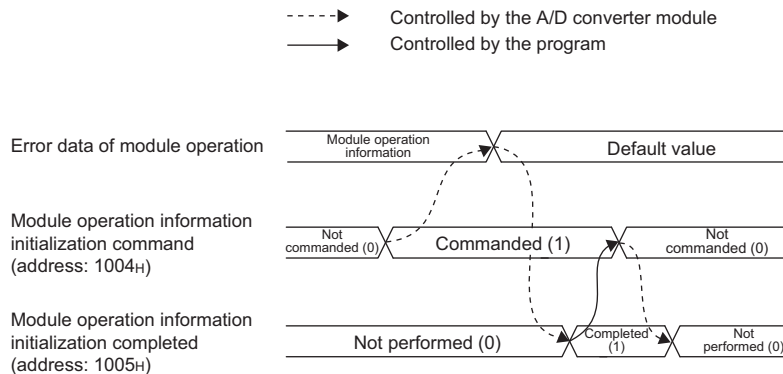 Controlled by the A/D converter module
Controlled by the program
Error data of module operation
Module operation
information
Default value
Module operation information
initialization command
(address: 1004H)
Not
commanded (0)
Commanded (1)
Not
commanded (0)
Module operation information
initialization completed
(address: 1005H)
Not performed (0)
Completed
(1)
Not
performed (0)